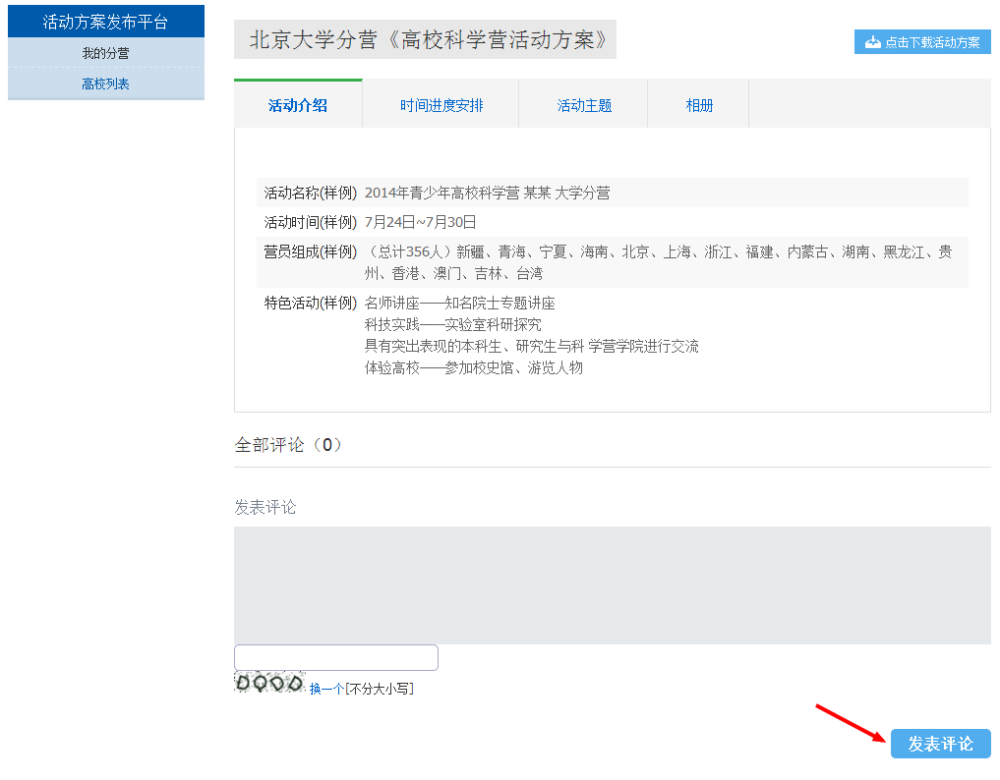 活动方案发布平台
我的分营
高校列表
北京大学分营《高校科学营活动方案》
点击下载活动方案
活动介绍
时间进度安排
活动主题
相册
活动名称(样例) 2014年青少年高校科学营 某某 大学分营
活动时间(样例) 7月24日~7月30日
营员组成(样例) （总计356人）新疆、青海、宁夏、海南、北京、上海、浙江、福建、内蒙古、湖南、黑龙江、贵
州、香港、澳门、吉林、台湾
特色活动(样例) 名师讲座——知名院士专题讲座
科技实践——实验室科研探究
具有突出表现的本科生、研究生与科 学营学院进行交流
体验高校——参加校史馆、游览人物
全部评论（0）
发表评论
换一个[不分大小写]
发表评论